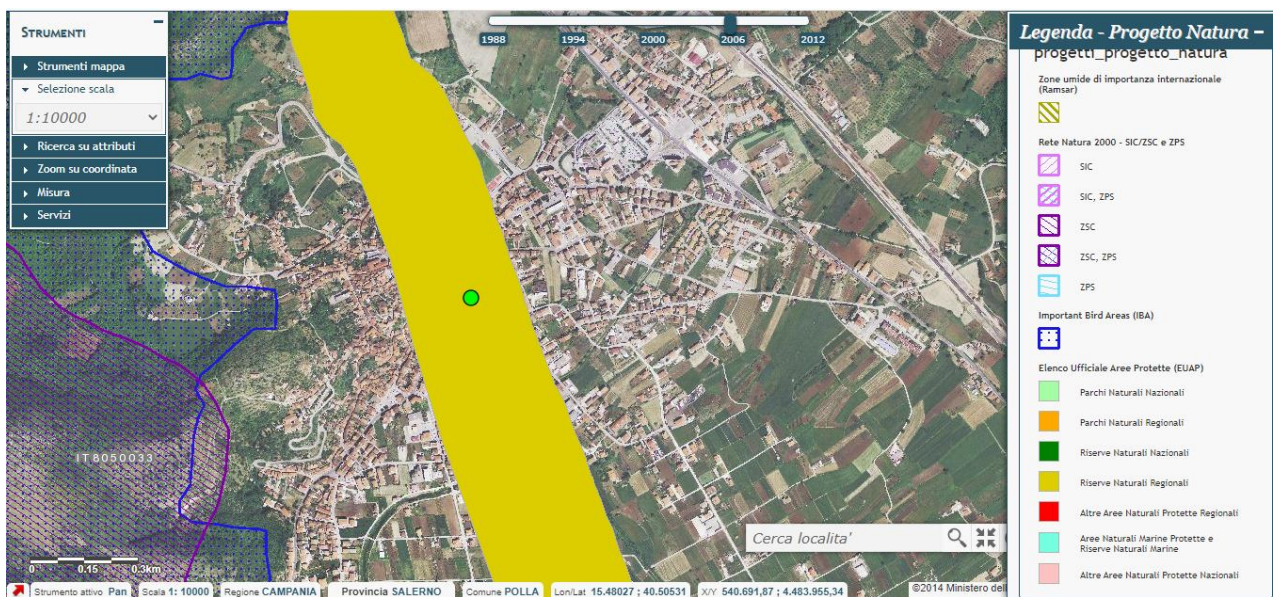 STRUMENTI
Strumenti mappa
Selezione scala
1:10000
Ricerca su attributi
Zoom su coordinata
Misura
Servizi
1988
1994
2000
2006
2012
Legenda - Progetto Natura
progetti_progetto_natura
Zone umide di importanza internazionale
(Ramsar)
Rete Natura 2000 - SIC/ZSC e ZPS
SIC
SIC, ZPS
ZSC
ZSC, ZPS
ZPS
Important Bird Areas (IBA)
Elenco Ufficiale Aree Protette (EUAP)
Parchi Naturali Nazionali
Parchi Naturali Regionali
Riserve Naturali Nazionali
Riserve Naturali Regionali
Altre Aree Naturali Protette Regionali
Aree Naturali Marine Protette e
Riserve Naturali Marine
Altre Aree Naturali Protette Nazionali
IT8050033
Cerca localita'
0 0.15 0.3km
Strumento attivo Pan Scala 1: 10000 Regione CAMPANIA Provincia SALERNO Comune POLLA Lon/Lat 15.48027 ; 40.50531 X/Y 540.691,87 ; 4.483.955,34 ©2014 Ministero dell